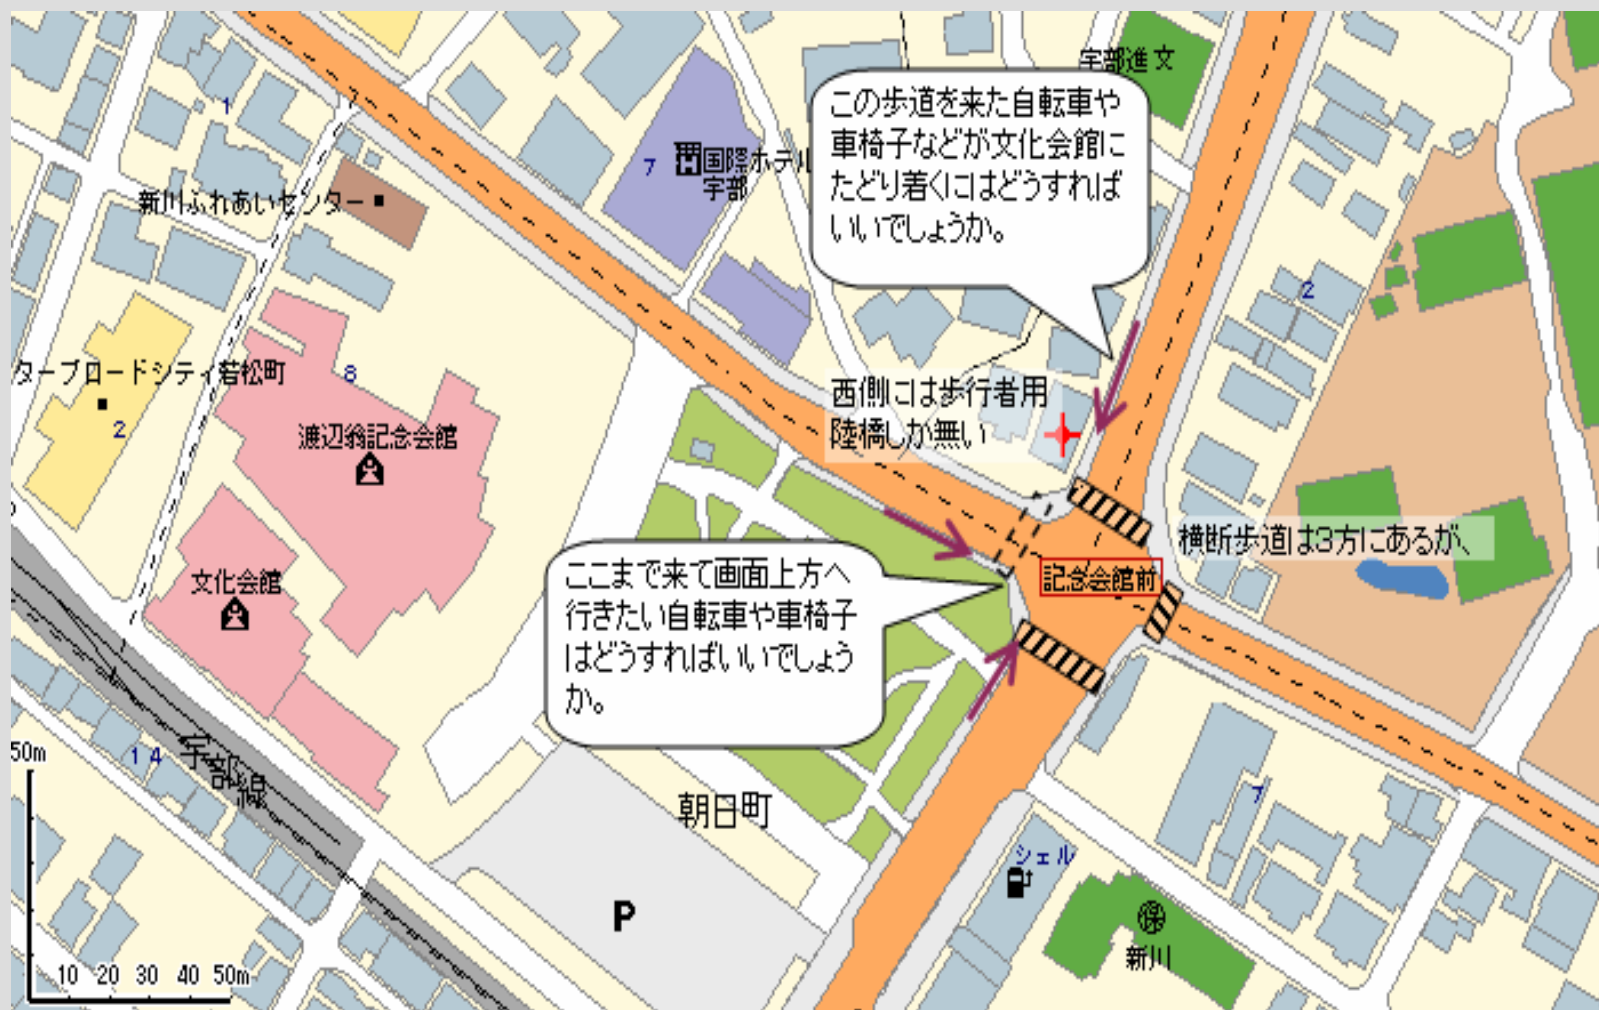 宇部進文
この歩道を来た自転車や
車椅子などが文化会館に
たどり着くにはどうすれば
いいでしょうか。
1
7
国際ホテル
宇部
新川ふれあいセンター
2
ターブロードシティ若松町
8
2
西側には歩行者用
陸橋しか無い
渡辺翁記念会館
横断歩道は3方にあるが、
ここまで来て画面上方へ
行きたい自転車や車椅子
はどうすればいいでしょう
か。
記念会館前
文化会館
50m
14
宇部線
朝日町
7
シェル
P
保
新川
10 20 30 40 50m